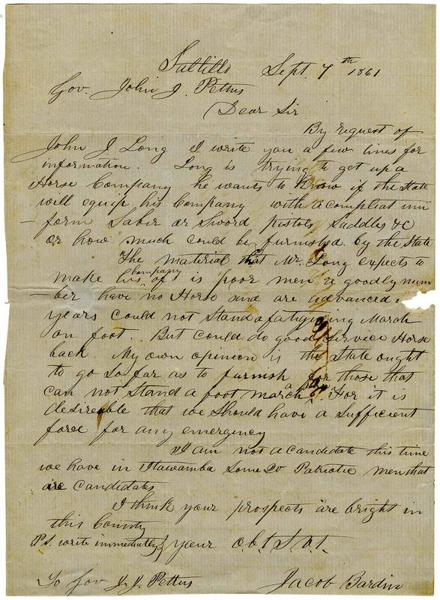 Saltillo Sept 7th 1861
Gov. John J. Pettus
Dear Sir
By request of
John J Long I write you a few lines for
information. Long is trying to get up a
Horse Company he wants to know if the State
will equip his Company with a compleat uni
form Saber or Sword pistols, Saddles &C
or how much could be furnished by the State
The material that Mr. Long expects to
make his company of is poor men a goodly num
ber have no Horse and are advanced in
years could not stand a fatigueing March
on foot. But could do good Service Horse
back. My own opinion is the State ought
to go so far as to furnish for those that
can not Stand a foot march. For it is
desireable that we should have a Sufficient
force for any emergency
I am not a candidate this time
we have in Itawamba Some Patriotic men that
are Candidates
I think your prospects are bright in
this County
P.S. write immediately your obt. Svt.
To Gov J. J. Pettus Jacob Bardin